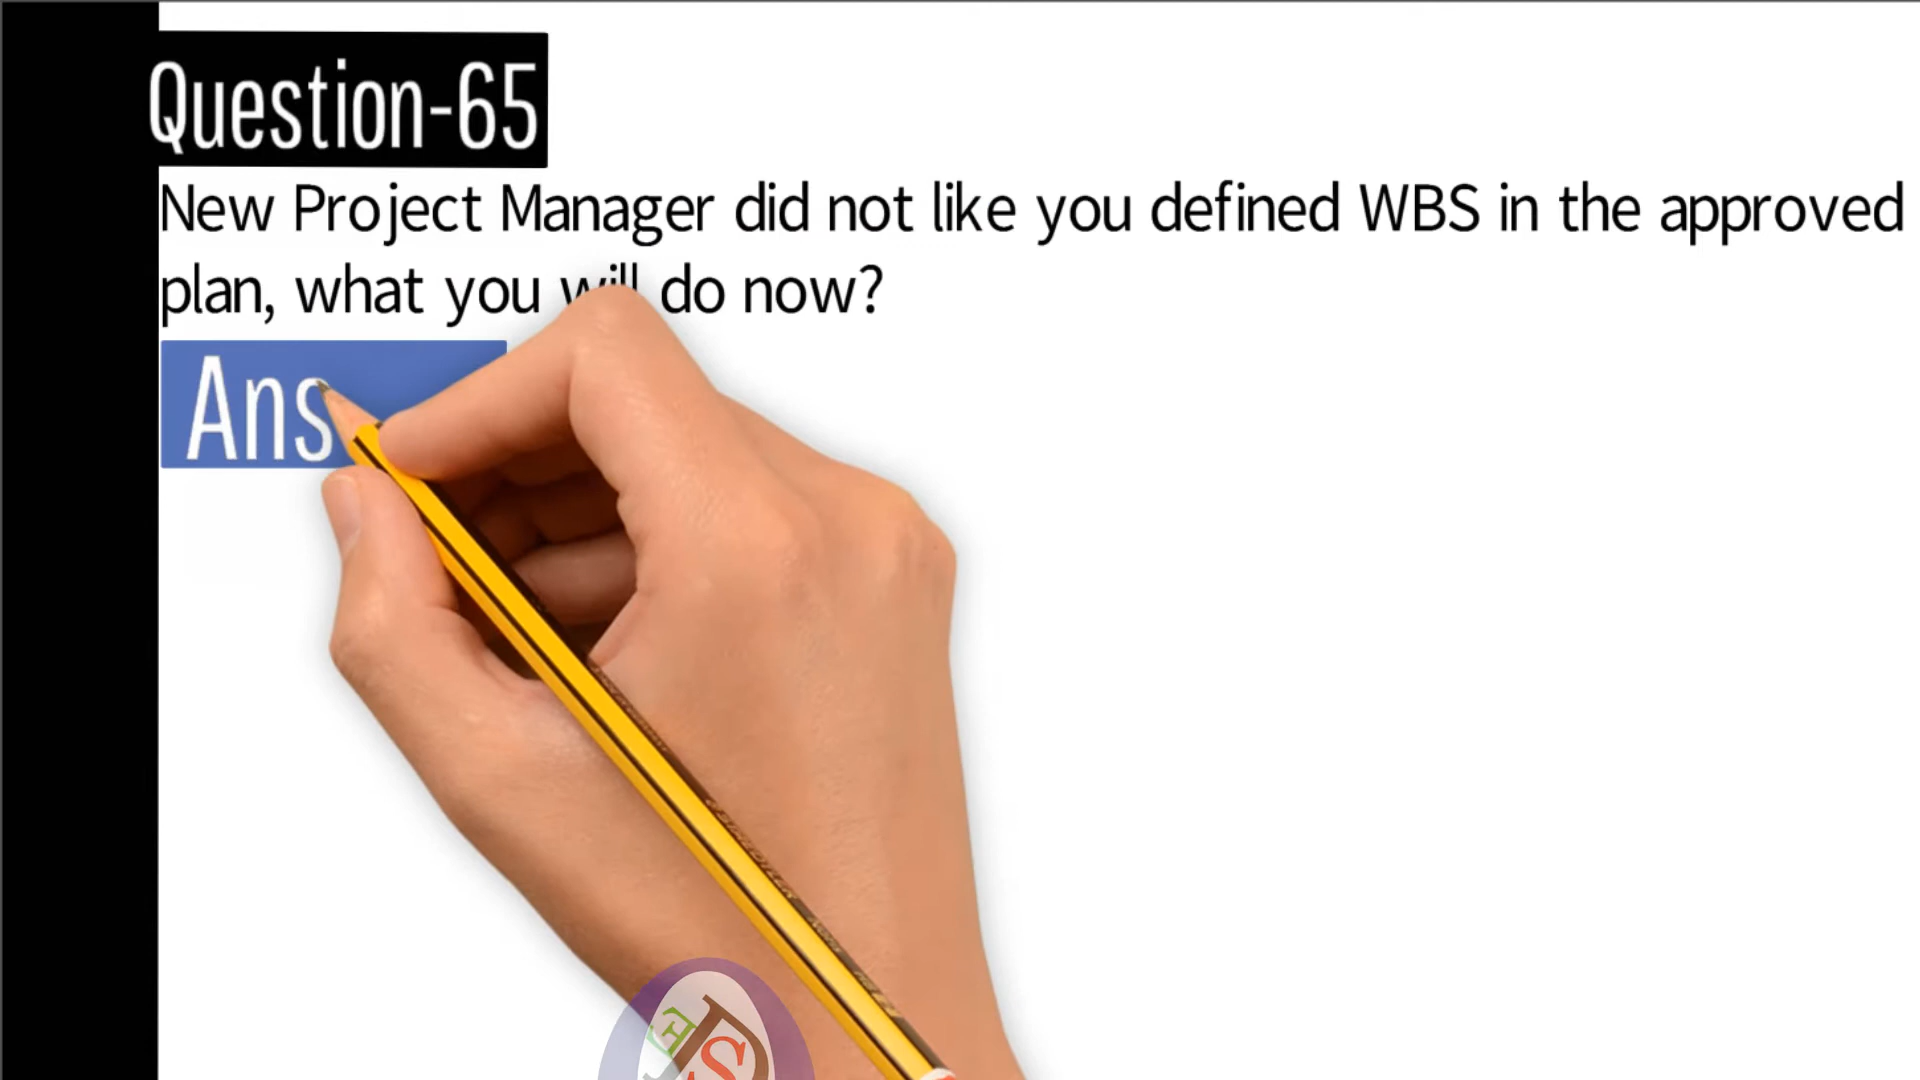 Question-65
New Project Manager did not like you defined WBS in the approved
plan, what you will do now?
Ans